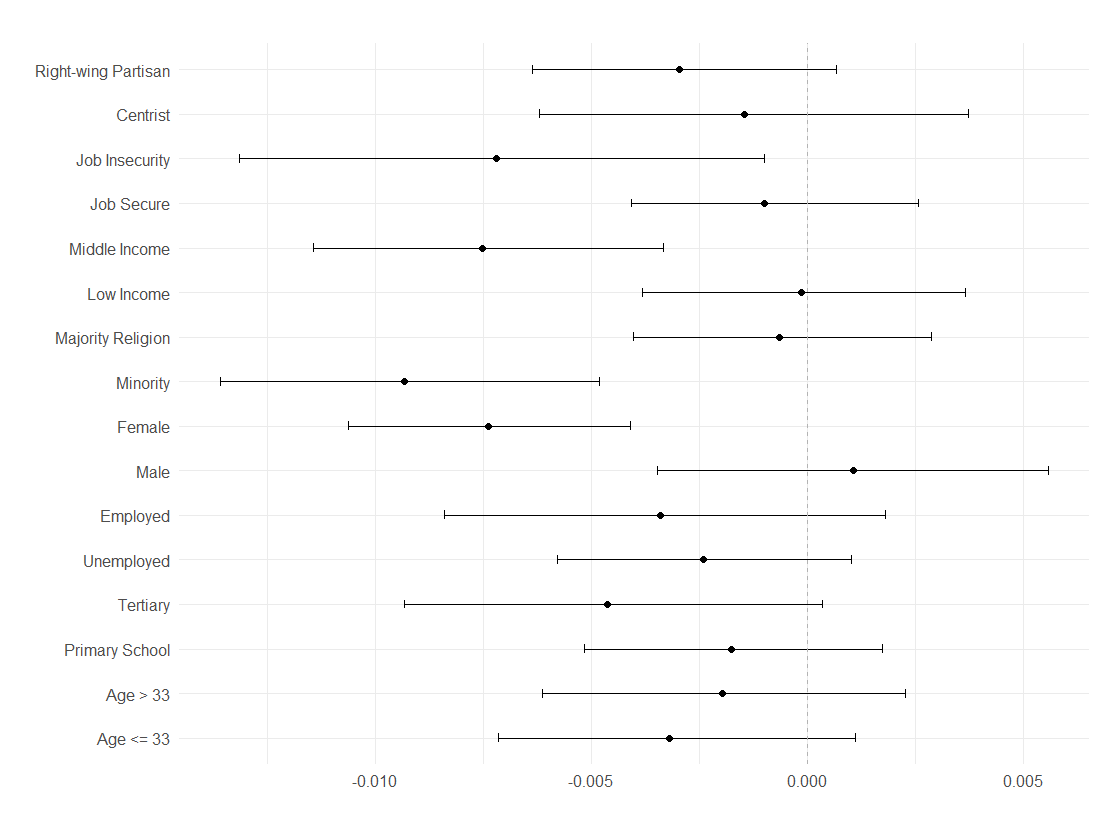 Right-wing Partisan
Centrist
Job Insecurity
Job Secure
Middle Income
Low Income
Majority Religion
Minority
Female
Male
Employed
Unemployed
Tertiary
Primary School
Age > 33
Age <= 33
-0.010 -0.005 0.000 0.005